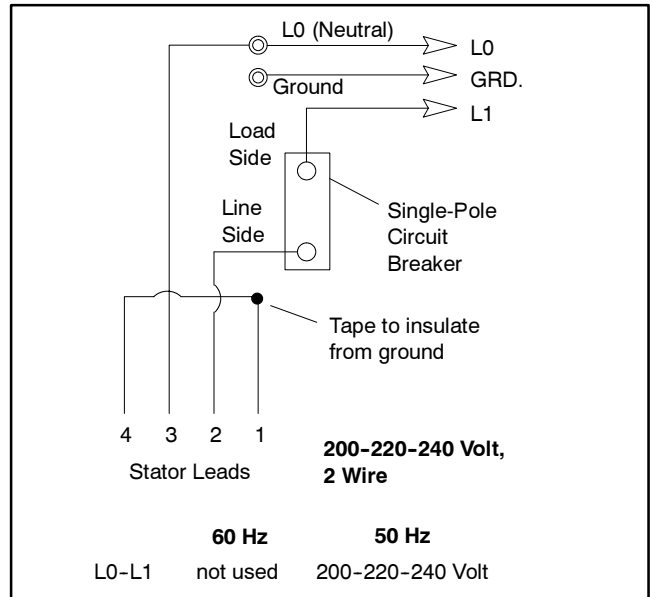 L0 (Neutral)
L0
Ground
GRD.
L1
Load
Side
Line
Side
Single-Pole
Circuit
Breaker
Tape to insulate
from ground
4 3 2 1
Stator Leads
200-220-240 Volt,
2 Wire
60 Hz 50 Hz
L0-L1 not used 200-220-240 Volt